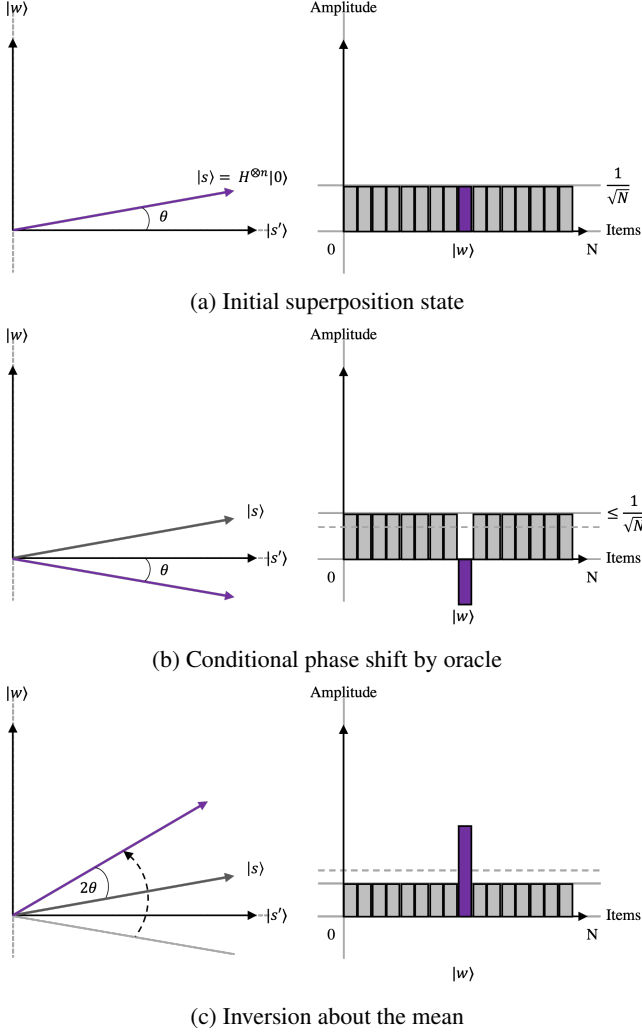 |w⟩
Amplitude
|s⟩ = H⊗n|0⟩
θ
|s'⟩
1
√N
Items
0
|w⟩
N
(a) Initial superposition state
|w⟩
Amplitude
|s⟩
θ
|s'⟩
≤ 1
√N
Items
0
N
|w⟩
(b) Conditional phase shift by oracle
|w⟩
Amplitude
2θ
|s⟩
|s'⟩
Items
0
N
|w⟩
(c) Inversion about the mean